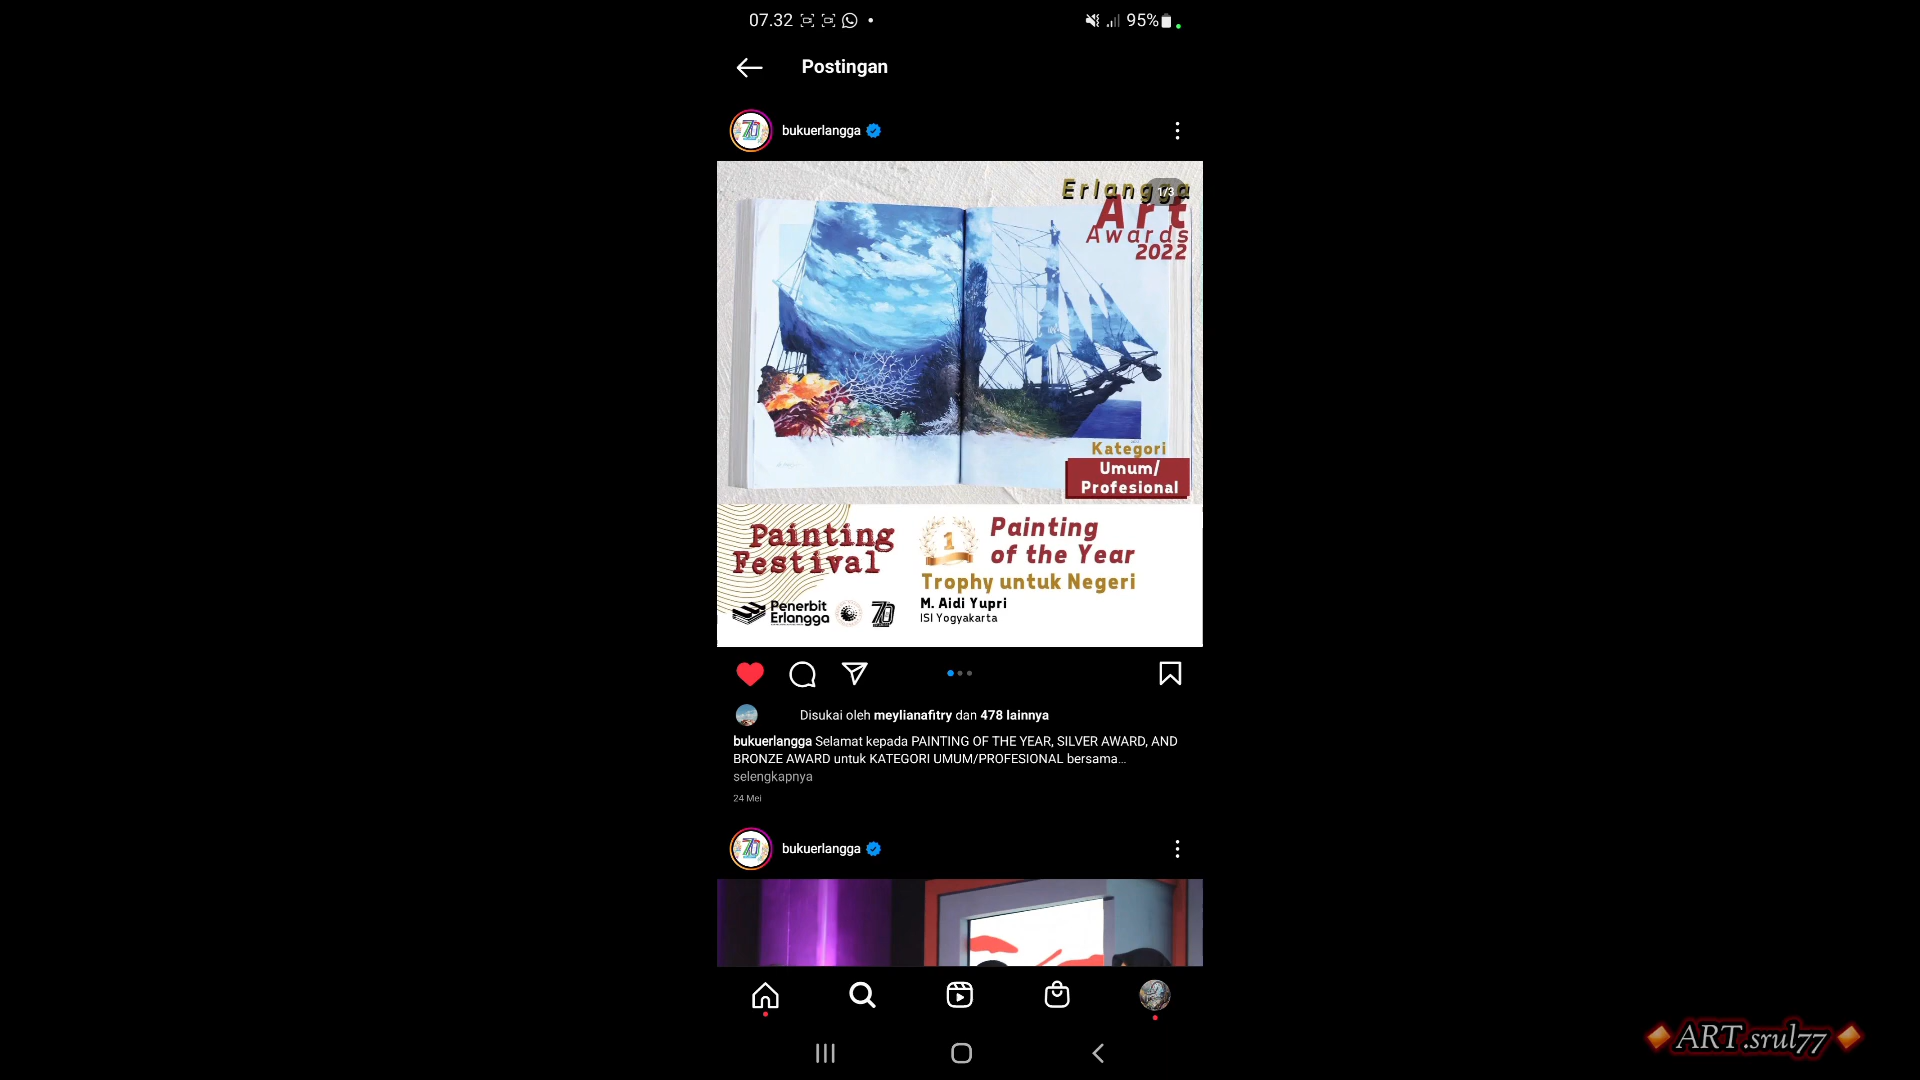 07.32
95%
Postingan
bukuerlangga
1/3
Erlangga
Art
Awards
2022
Kategori
Umum/
Profesional
Painting
Festival
Penerbit
Erlangga
70
1
Painting
of the Year
Trophy untuk Negeri
M. Aidi Yupri
ISI Yogyakarta
Disukai oleh meylianafitry dan 478 lainnya
bukuerlangga Selamat kepada PAINTING OF THE YEAR, SILVER AWARD, AND
BRONZE AWARD untuk KATEGORI UMUM/PROFESIONAL bersama...
selengkapnya
24 Mei
bukuerlangga
ART.srul77